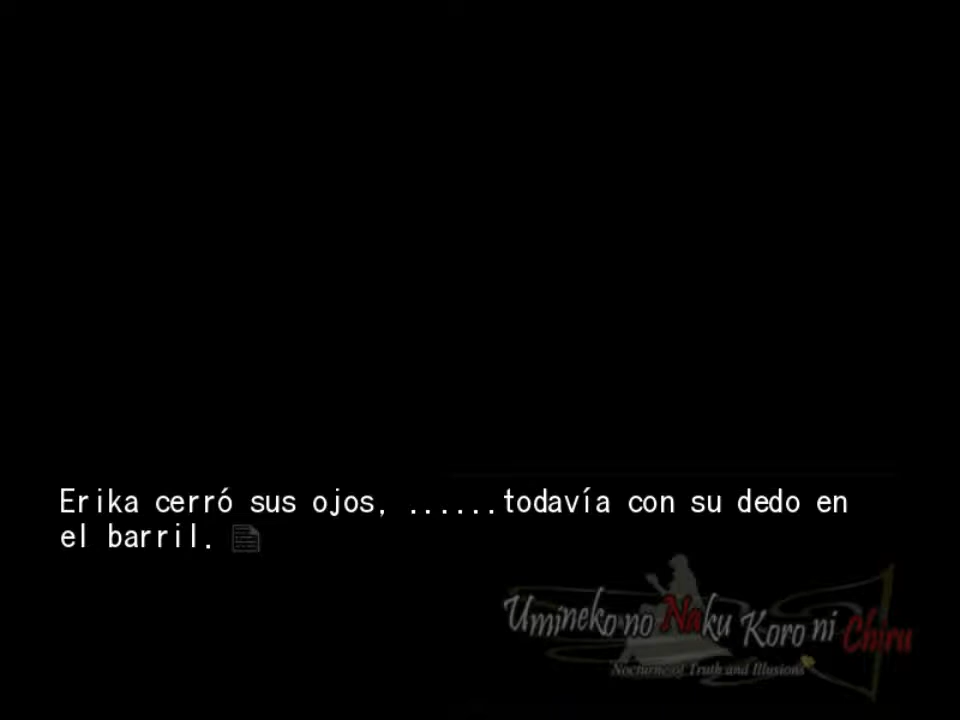 Erika cerró sus ojos, ......todavía con su dedo en
el barril.
Umineko no Naku Koro ni Chiru
Nocturne of Truth and Illusions